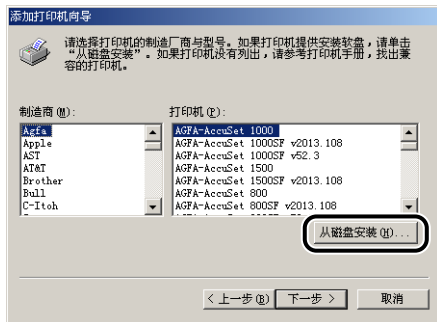 添加打印机向导
请选择打印机的制造厂商与型号。如果打印机提供安装软盘，请单击
“从磁盘安装”。如果打印机没有列出，请参考打印机手册，找出兼
容的打印机。
制造商(M)：
Agfa
Apple
AST
AT&T
Brother
Bull
C-Itoh
打印机(P)：
AGFA-AccuSet 1000
AGFA-AccuSet 1000SF v2013.108
AGFA-AccuSet 1000SF v52.3
AGFA-AccuSet 1500
AGFA-AccuSet 1500SF v2013.108
AGFA-AccuSet 800
AGFA-AccuSet 800SF v2013.108
从磁盘安装(H)...
< 上一步(B)
下一步 >
取消